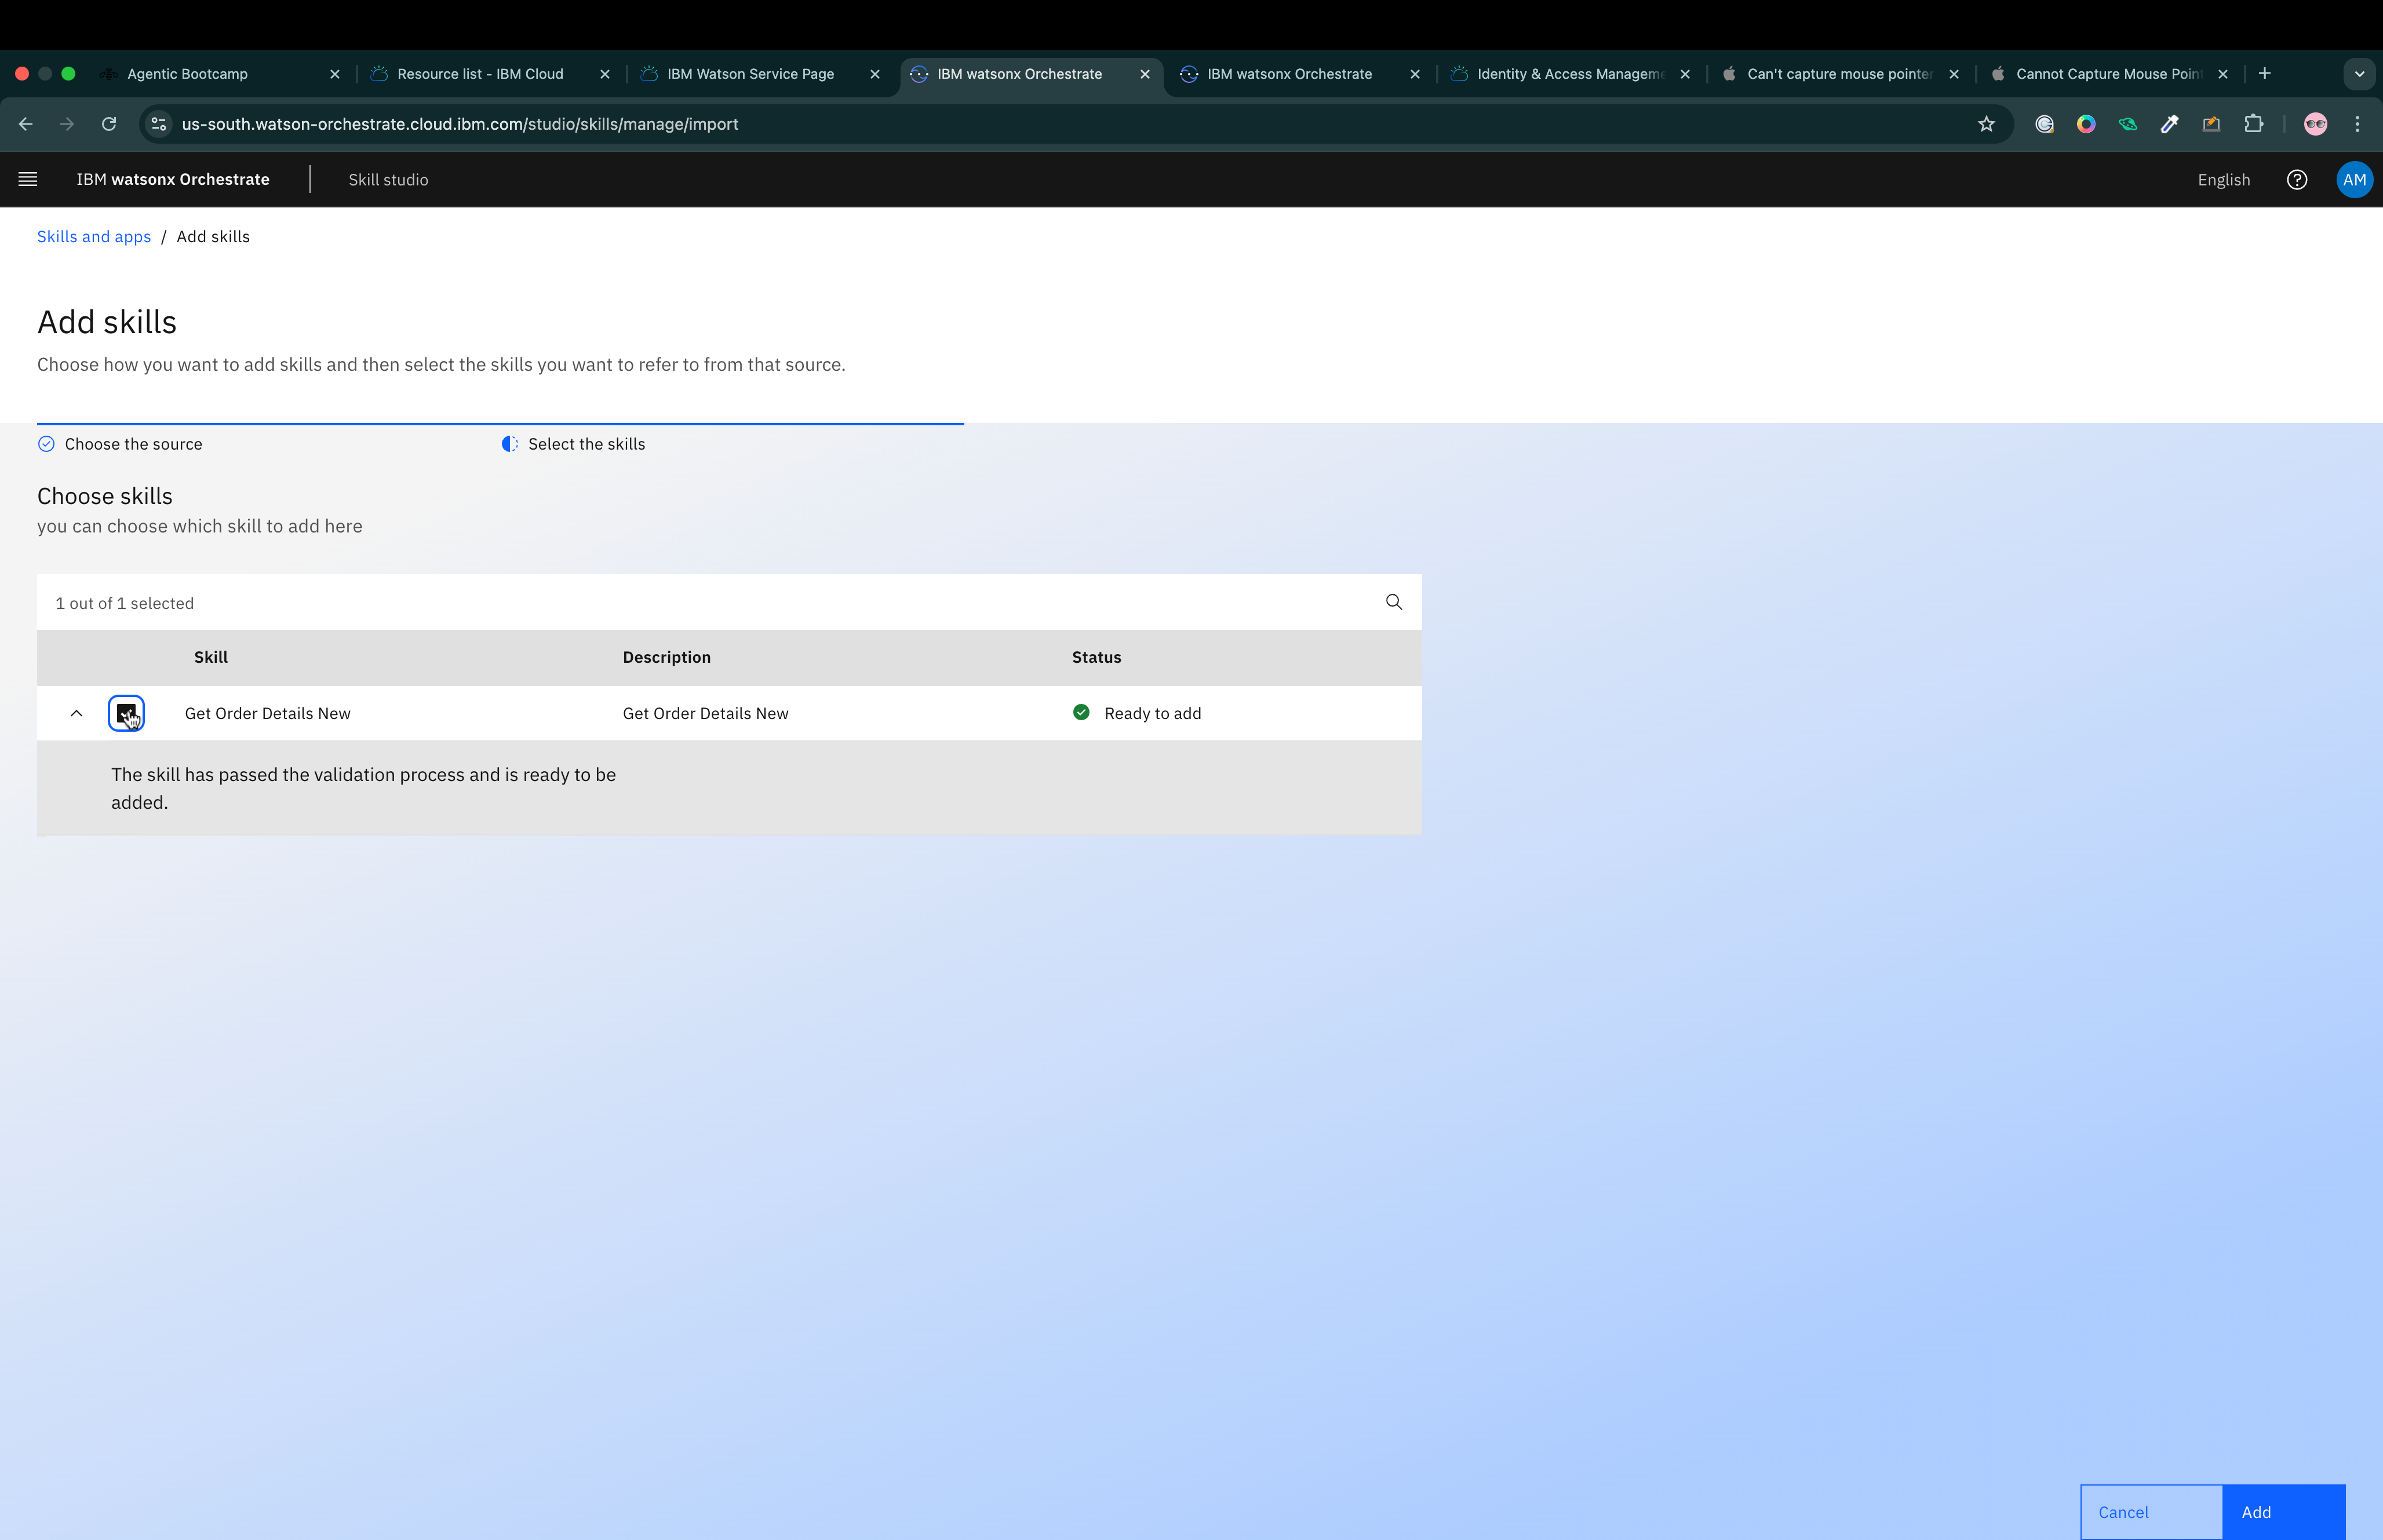 Agentic Bootcamp
Resource list - IBM Cloud
IBM Watson Service Page
IBM watsonx Orchestrate
IBM watsonx Orchestrate
Identity & Access Manageme
Can't capture mouse pointer
Cannot Capture Mouse Point
us-south.watson-orchestrate.cloud.ibm.com/studio/skills/manage/import
IBM watsonx Orchestrate
Skill studio
English
AM
Skills and apps / Add skills
Add skills
Choose how you want to add skills and then select the skills you want to refer to from that source.
Choose the source
Select the skills
Choose skills
you can choose which skill to add here
1 out of 1 selected
Skill Description Status
Get Order Details New Get Order Details New Ready to add
The skill has passed the validation process and is ready to be
added.
Cancel
Add